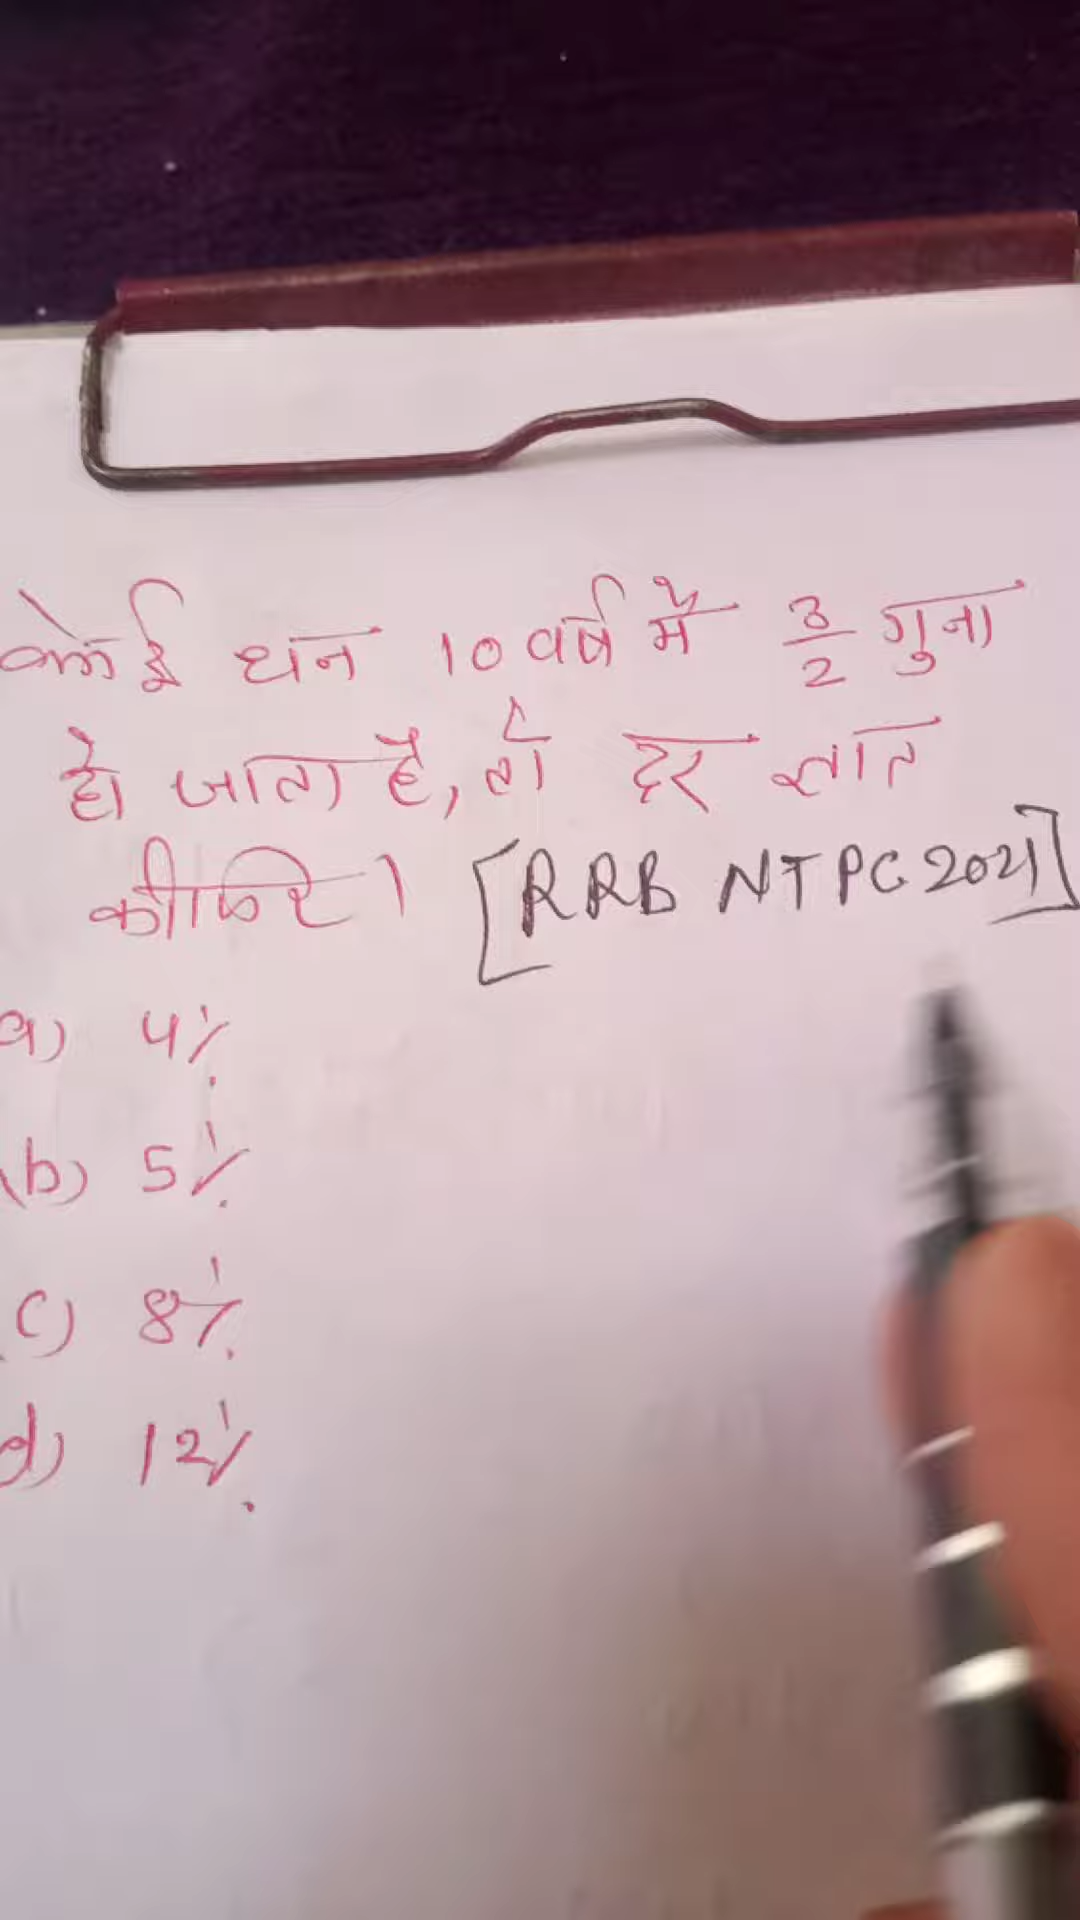 कोई धन 10 वर्ष में 3/2 गुना
हो जाता है, तो दर ज्ञात
कीजिए। [RRB NTPC 2021]
a) 4%
(b) 5%
(c) 8%
d) 12%